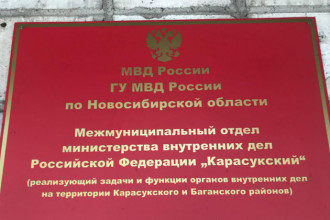 МВД России
ГУ МВД России
по Новосибирской области
Межмуниципальный отдел
министерства внутренних дел
Российской Федерации „Карасукский“
(реализующий задачи и функции органов внутренних дел
на территории Карасукского и Баганского районов)